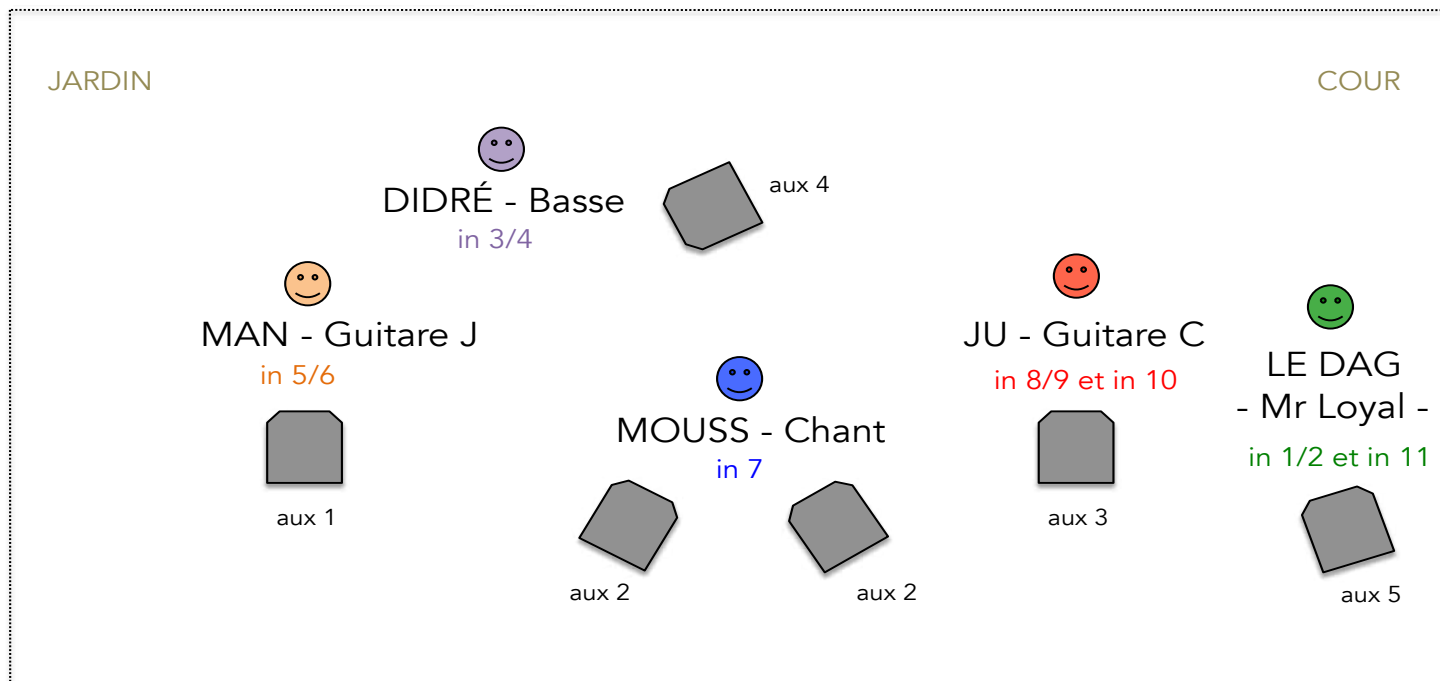 JARDIN
COUR
DIDRÉ - Basse
in 3/4
aux 4
MAN - Guitare J
in 5/6
aux 1
MOUSS - Chant
in 7
aux 2
aux 2
JU - Guitare C
in 8/9 et in 10
aux 3
LE DAG
- Mr Loyal -
in 1/2 et in 11
aux 5